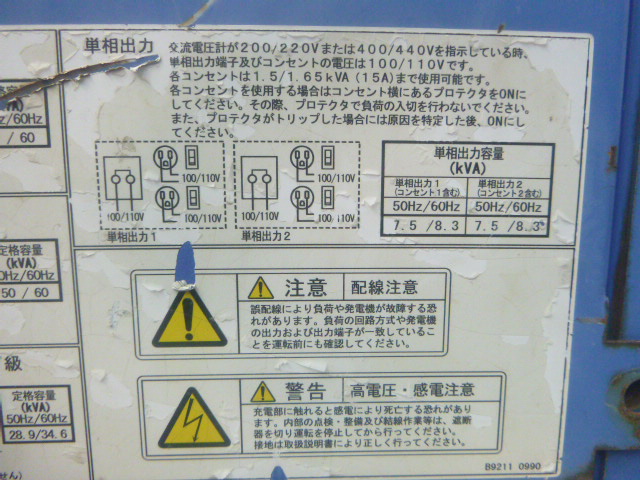 単相出力
交流電圧計が200/220Vまたは400/440Vを指示している時、
単相出力端子及びコンセントの電圧は100/110Vです。
各コンセントは1.5/1.65kVA (15A)まで使用可能です。
各コンセントを使用する場合はコンセント横にあるプロテクタをONに
してください。その際、プロテクタで負荷の入切を行わないでください。
また、プロテクタがトリップした場合には原因を特定した後、ONにし
てください。
100/110V
100/110V
100/110V
単相出力1
100/110V
100/110V
100/110V
単相出力2
単相出力容量
(kVA)
単相出力1 単相出力2
(コンセント1含む) (コンセント2含む)
50Hz/60Hz 50Hz/60Hz
7.5 /8.3 7.5 /8.3
注意 配線注意
誤配線により負荷や発電機が故障する恐
れがあります。負荷の回路方式や発電機
の出力および出力端子が一致しているこ
とを運転前にも確認してください。
警告 高電圧・感電注意
充電部に触れると感電により死亡する恐れがあり
ます。内部の点検・整備及び結線作業等は、遮断
器を切り運転を停止してから行ってください。
接地は取扱説明書により正しく行ってください。
B9211 0990
/60Hz
/ 60
定格容量
(kVA)
0Hz/60Hz
50 / 60
級
定格容量
(kVA)
50Hz/60Hz
28.9/34.6
せん)